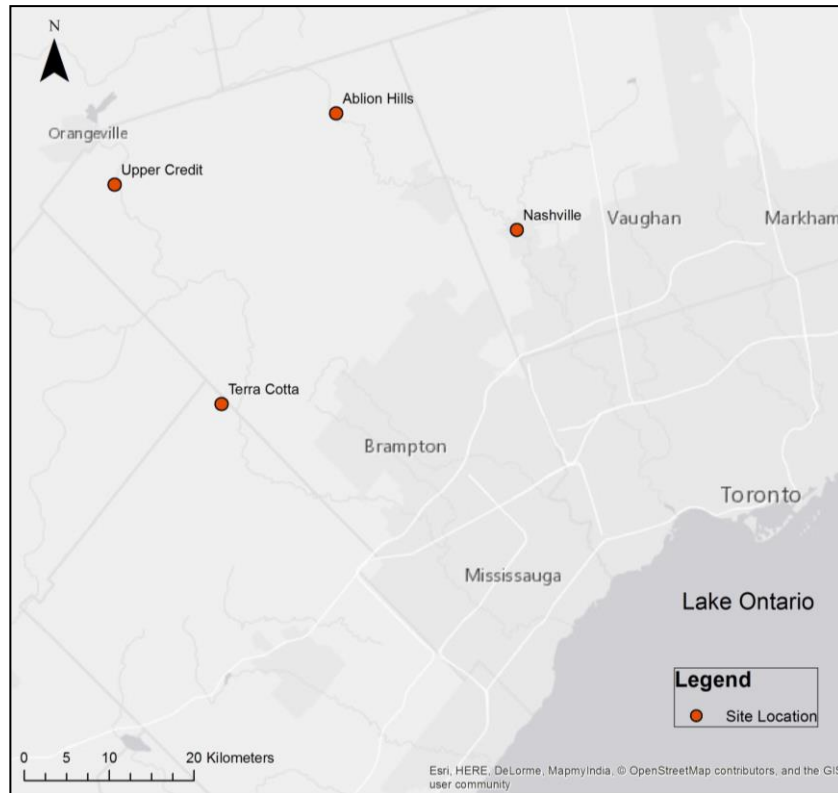 N
Ablion Hills
Orangeville
Upper Credit
Nashville
Vaughan
Markham
Terra Cotta
Brampton
Toronto
Mississauga
Lake Ontario
Legend
Site Location
0 5 10 20 Kilometers
Esri, HERE, DeLorme, MapmyIndia, © OpenStreetMap contributors, and the GIS
user community